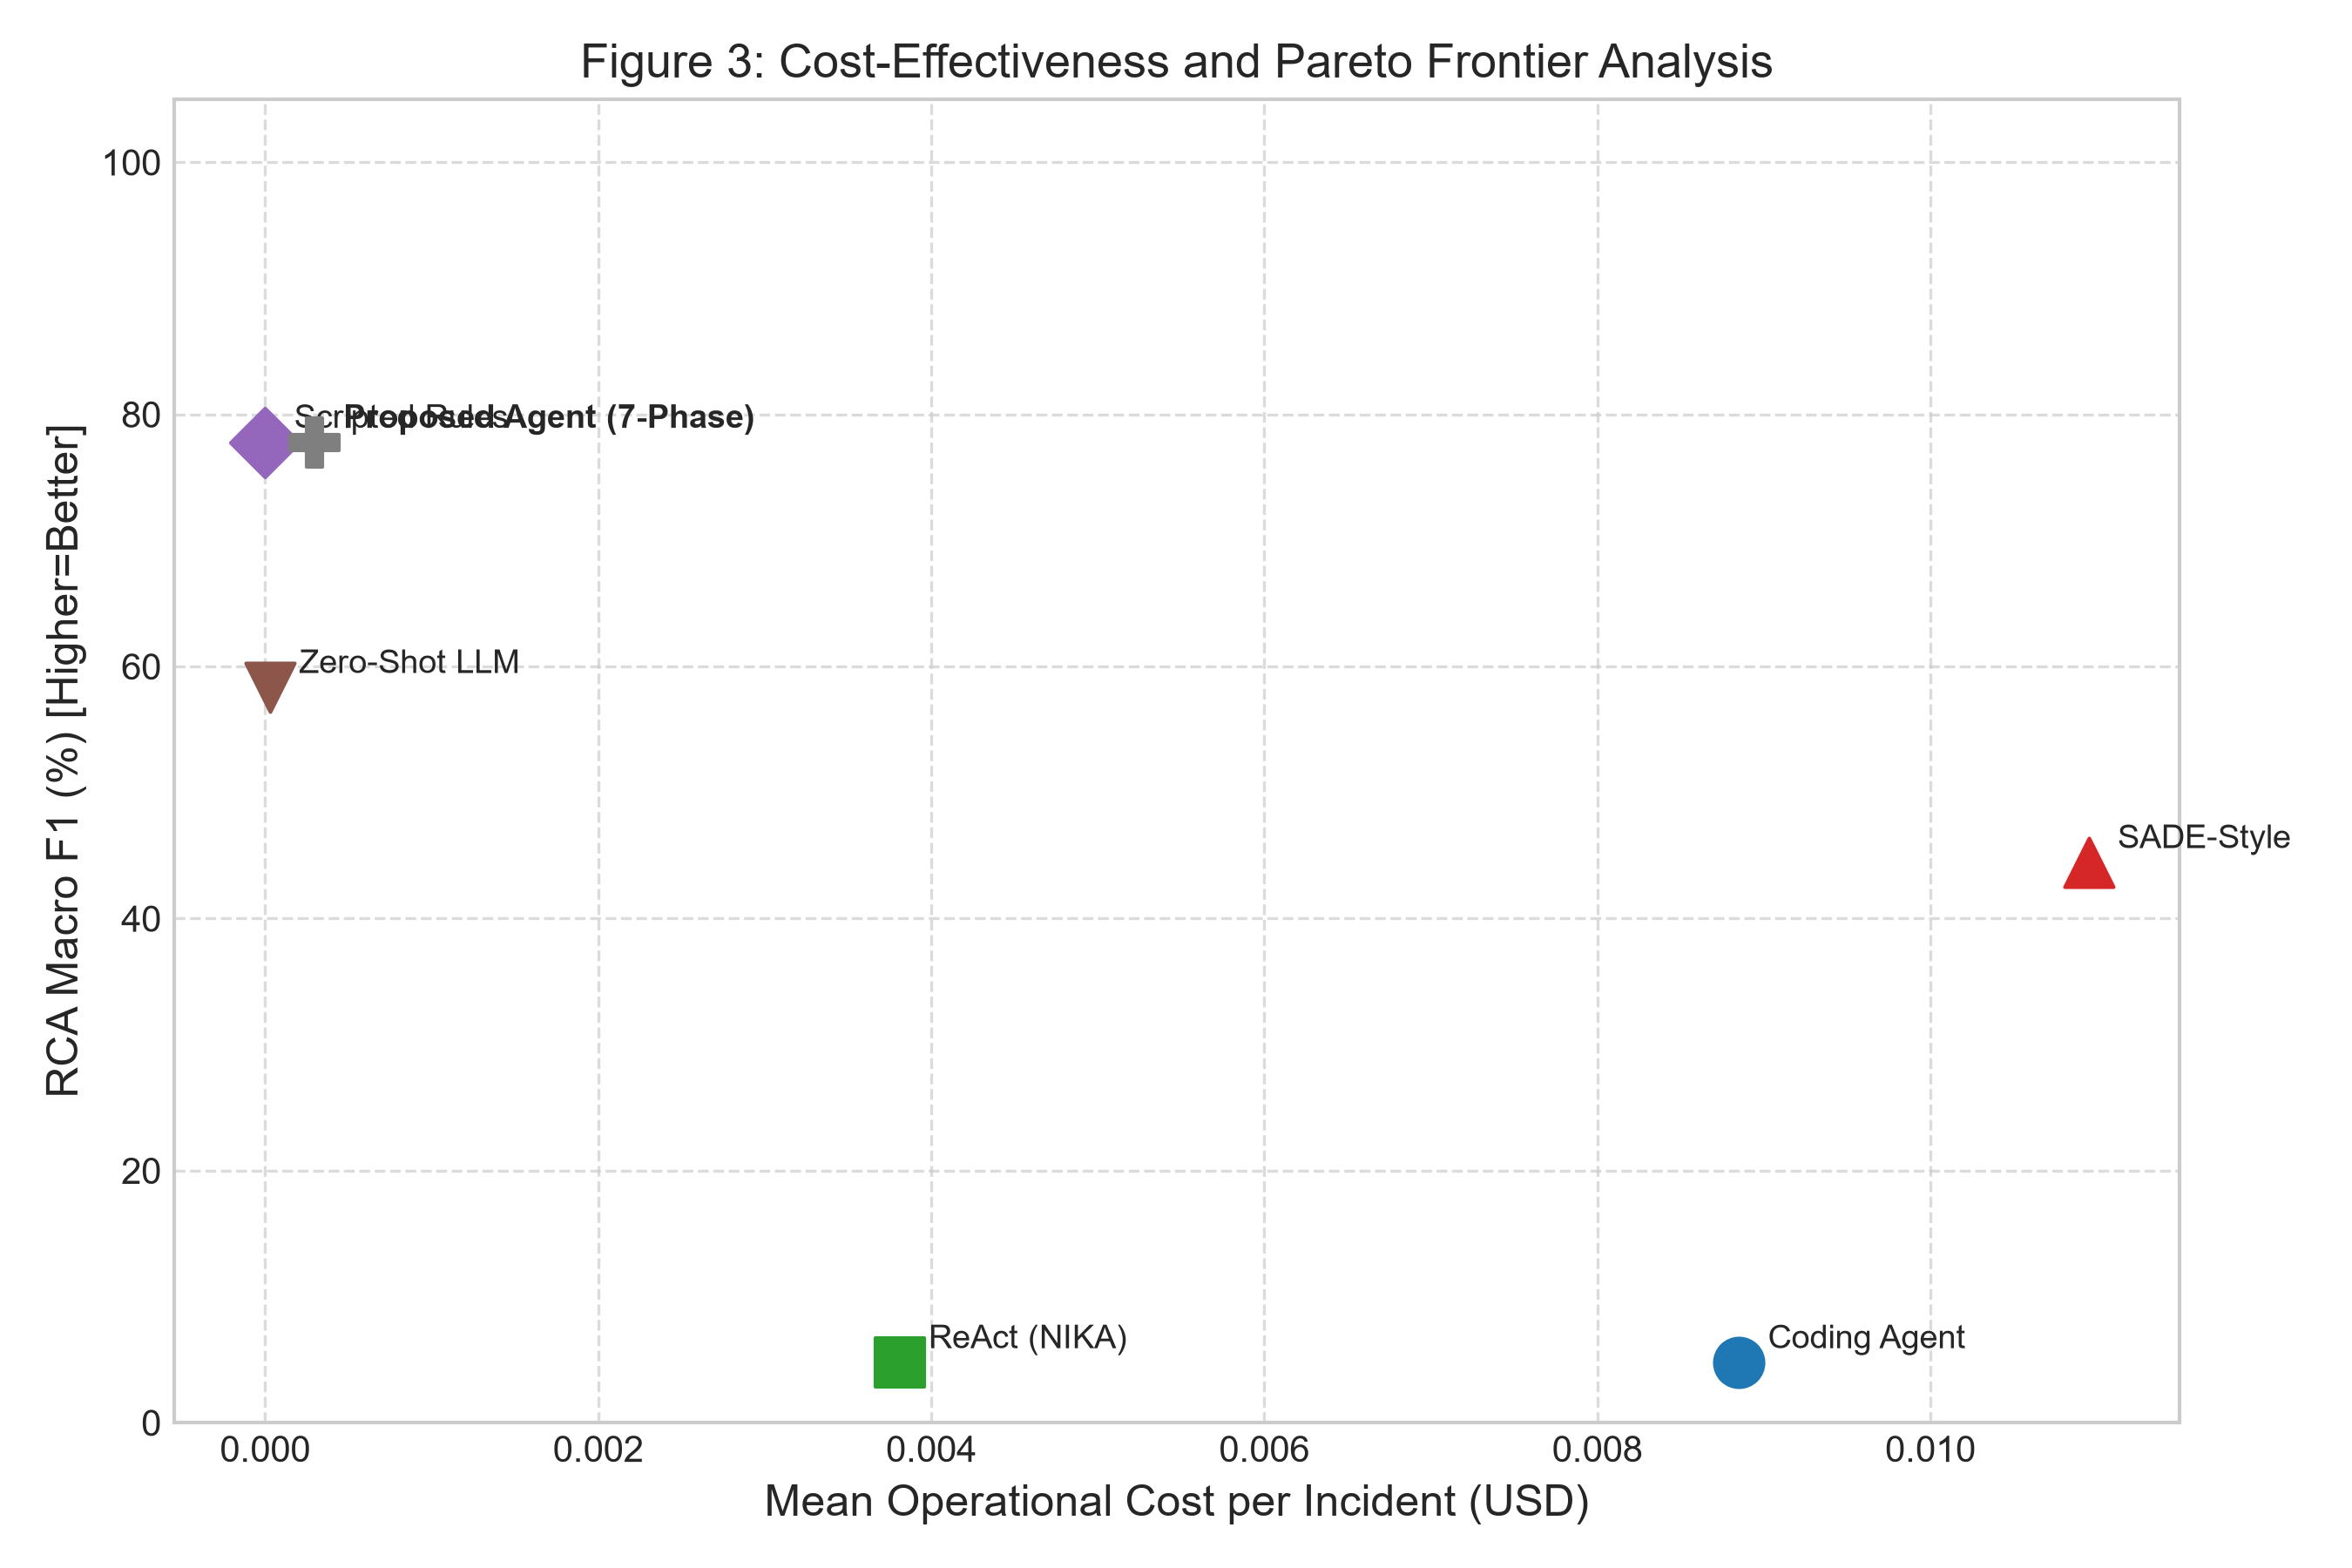 Figure 3: Cost-Effectiveness and Pareto Frontier Analysis
RCA Macro F1 (%) [Higher=Better]
100
80
60
40
20
0
Scripted Rules
Proposed Agent (7-Phase)
Zero-Shot LLM
SADE-Style
ReAct (NIKA)
Coding Agent
0.000 0.002 0.004 0.006 0.008 0.010
Mean Operational Cost per Incident (USD)